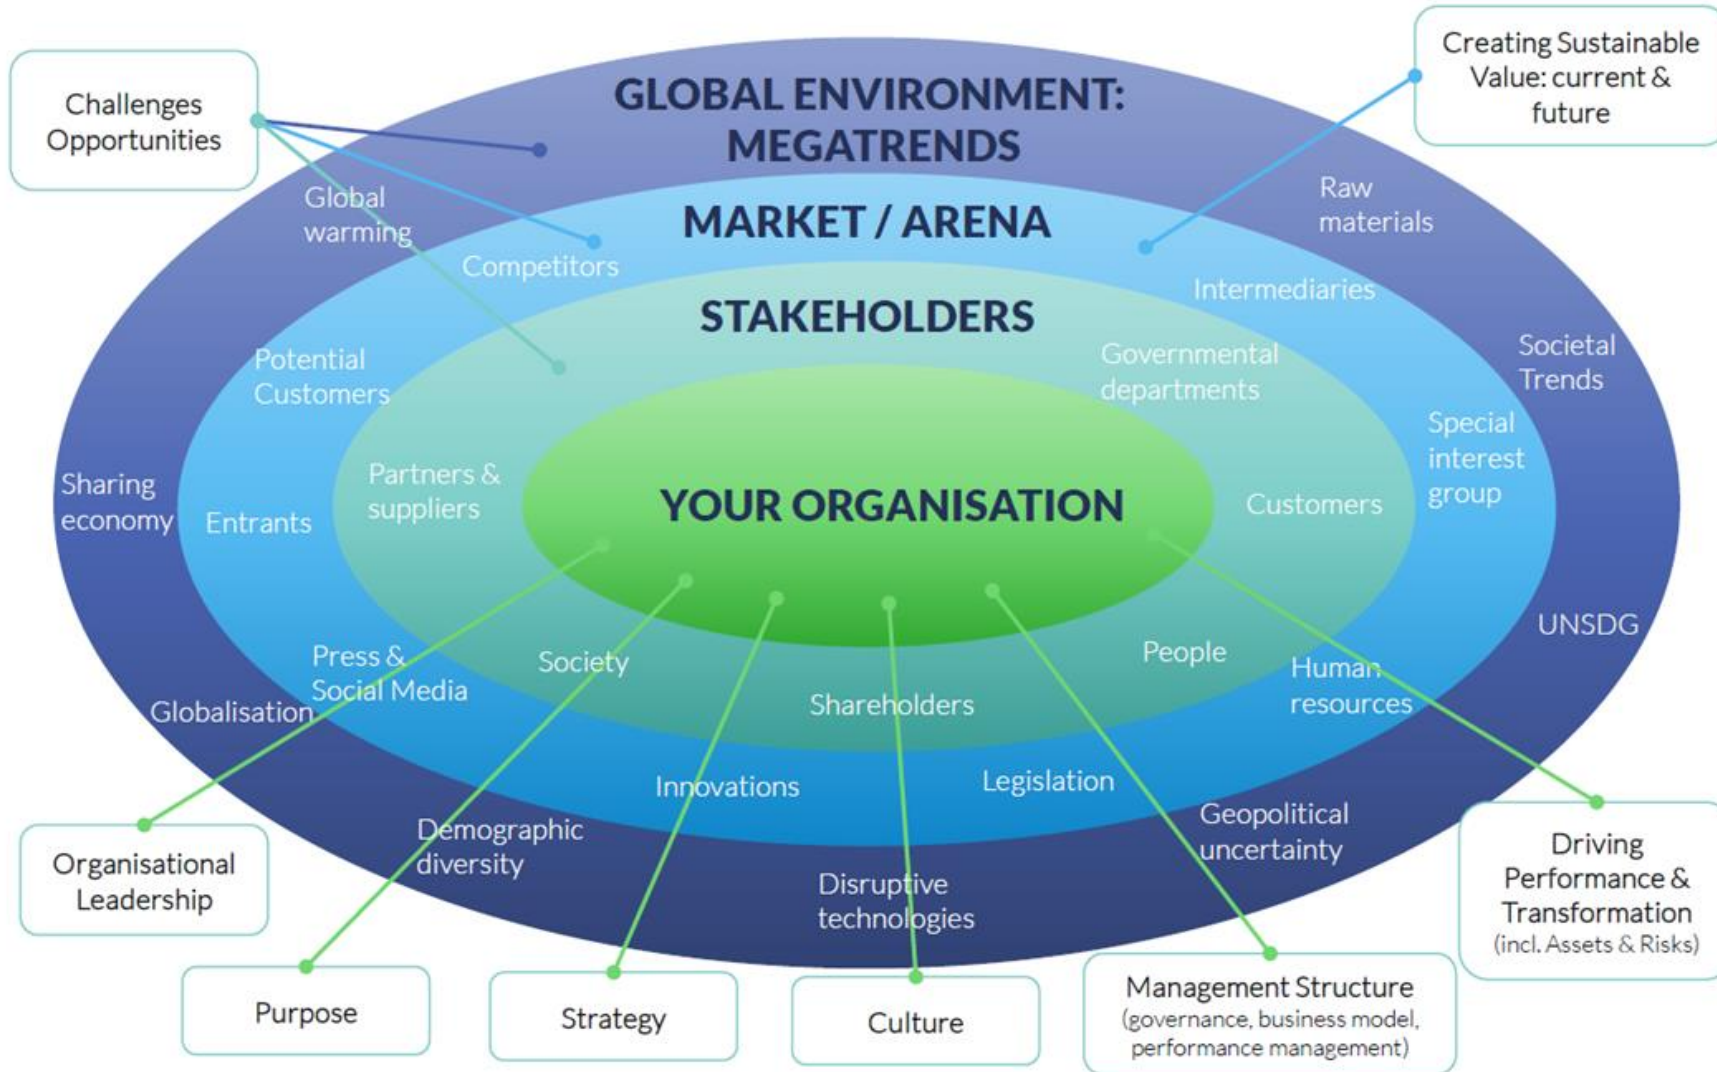 Challenges
Opportunities
Creating Sustainable
Value: current &
future
GLOBAL ENVIRONMENT:
MEGATRENDS
Global
warming
Raw
materials
MARKET / ARENA
Competitors
Intermediaries
STAKEHOLDERS
Potential
Customers
Governmental
departments
Societal
Trends
Special
interest
group
Sharing
economy
Entrants
Partners &
suppliers
YOUR ORGANISATION
Customers
UNSDG
Press &
Social Media
Society
People
Human
resources
Globalisation
Shareholders
Innovations
Legislation
Demographic
diversity
Geopolitical
uncertainty
Disruptive
technologies
Organisational
Leadership
Purpose
Strategy
Culture
Management Structure
(governance, business model,
performance management)
Driving
Performance &
Transformation
(incl. Assets & Risks)